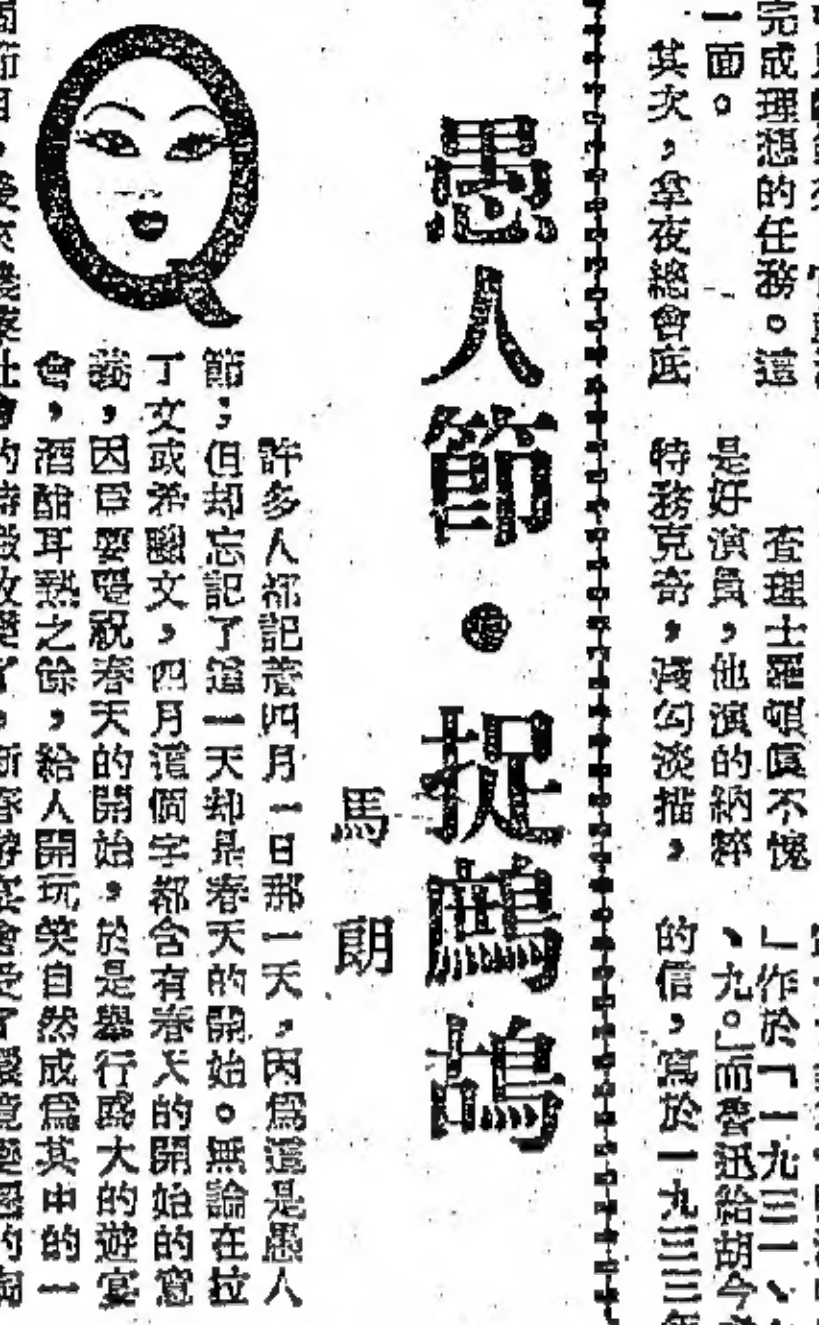 完成理想的任務。這
一面。
其次,拿夜總會底
查理士羅頓眞不愧
是好演員,他演的納粹
特務克奇,淺勾淡描,
」作於「一九三一、
、九。」而魯迅給胡今
的信,寫於一九三三年
愚人節·捉鷓鴣
馬朗
許多人都記着四月一日那一天,因爲這是愚人
節;但却忘記了這一天却是春天的開始。無論在拉
丁文或希臘文,四月這個字都含有春天的開始的意
義,因爲要慶祝春天的開始,於是舉行盛大的遊宴
會,酒酣耳熱之餘,給人開玩笑自然成爲其中的一